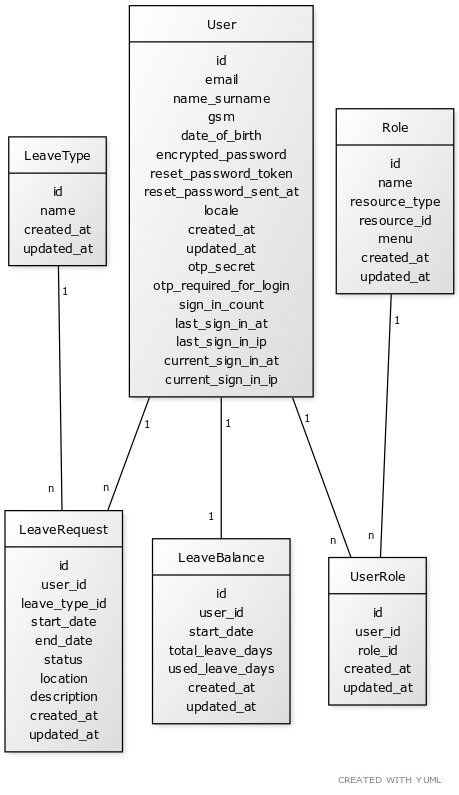 User
id
email
name_surname
gsm
date_of_birth
encrypted_password
reset_password_token
reset_password_sent_at
locale
created_at
updated_at
otp_secret
otp_required_for_login
sign_in_count
last_sign_in_at
last_sign_in_ip
current_sign_in_at
current_sign_in_ip
LeaveType
id
name
created_at
updated_at
Role
id
name
resource_type
resource_id
menu
created_at
updated_at
1
1
1
1
1
n
n
1
n
n
LeaveRequest
id
user_id
leave_type_id
start_date
end_date
status
location
description
created_at
updated_at
LeaveBalance
id
user_id
start_date
total_leave_days
used_leave_days
created_at
updated_at
UserRole
id
user_id
role_id
created_at
updated_at
CREATED WITH YUML